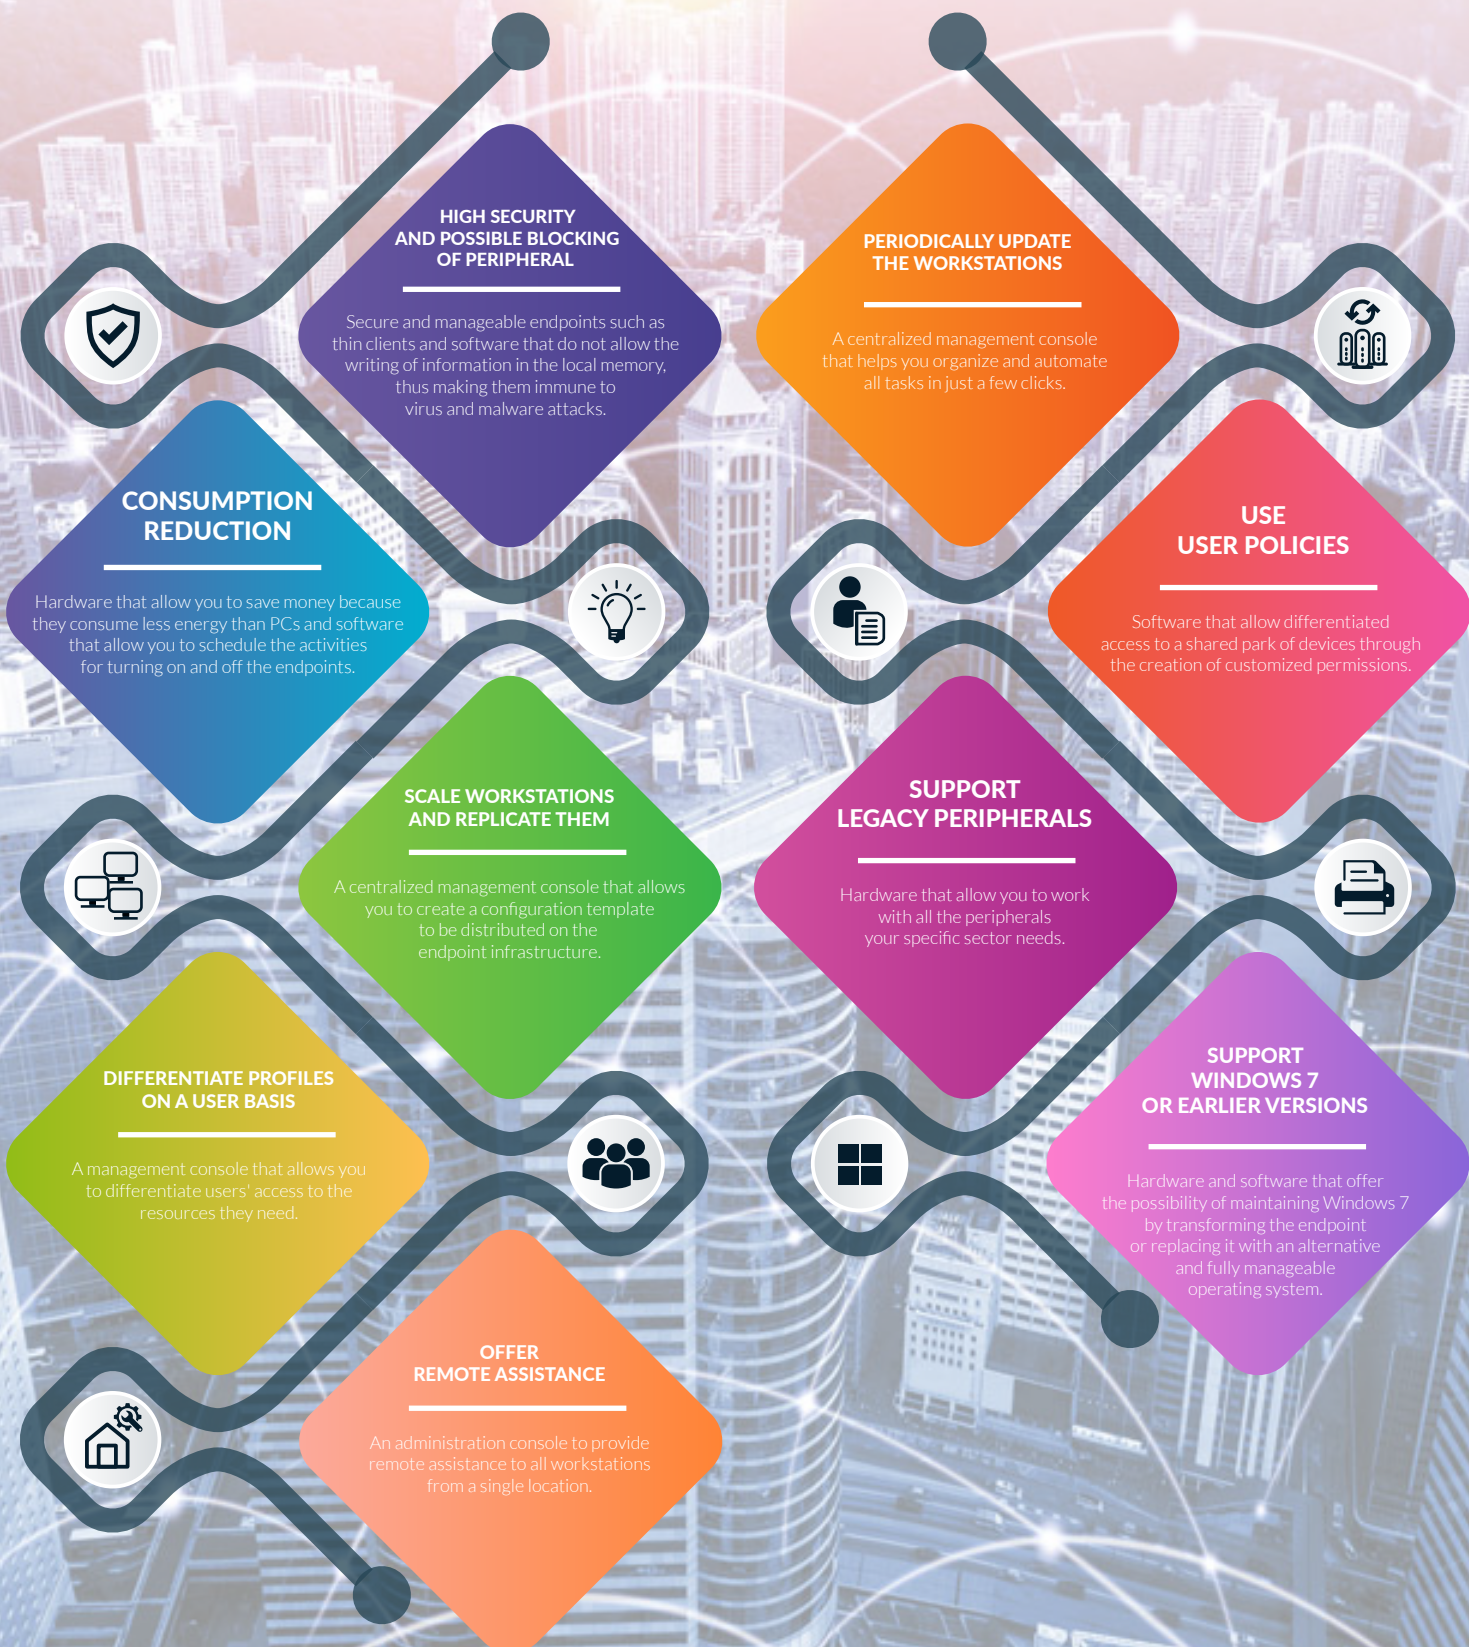 HIGH SECURITY
AND POSSIBLE BLOCKING
OF PERIPHERAL
Secure and manageable endpoints such as
thin clients and software that do not allow the
writing of information in the local memory,
thus making them immune to
virus and malware attacks.
CONSUMPTION
REDUCTION
Hardware that allow you to save money because
they consume less energy than PCs and software
that allow you to schedule the activities
for turning on and off the endpoints.
SCALE WORKSTATIONS
AND REPLICATE THEM
A centralized management console that allows
you to create a configuration template
to be distributed on the
endpoint infrastructure.
DIFFERENTIATE PROFILES
ON A USER BASIS
A management console that allows you
to differentiate users' access to the
resources they need.
OFFER
REMOTE ASSISTANCE
An administration console to provide
remote assistance to all workstations
from a single location.
PERIODICALLY UPDATE
THE WORKSTATIONS
A centralized management console
that helps you organize and automate
all tasks in just a few clicks.
USE
USER POLICIES
Software that allow differentiated
access to a shared park of devices through
the creation of customized permissions.
SUPPORT
LEGACY PERIPHERALS
Hardware that allow you to work
with all the peripherals
your specific sector needs.
SUPPORT
WINDOWS 7
OR EARLIER VERSIONS
Hardware and software that offer
the possibility of maintaining Windows 7
by transforming the endpoint
or replacing it with an alternative
and fully manageable
operating system.